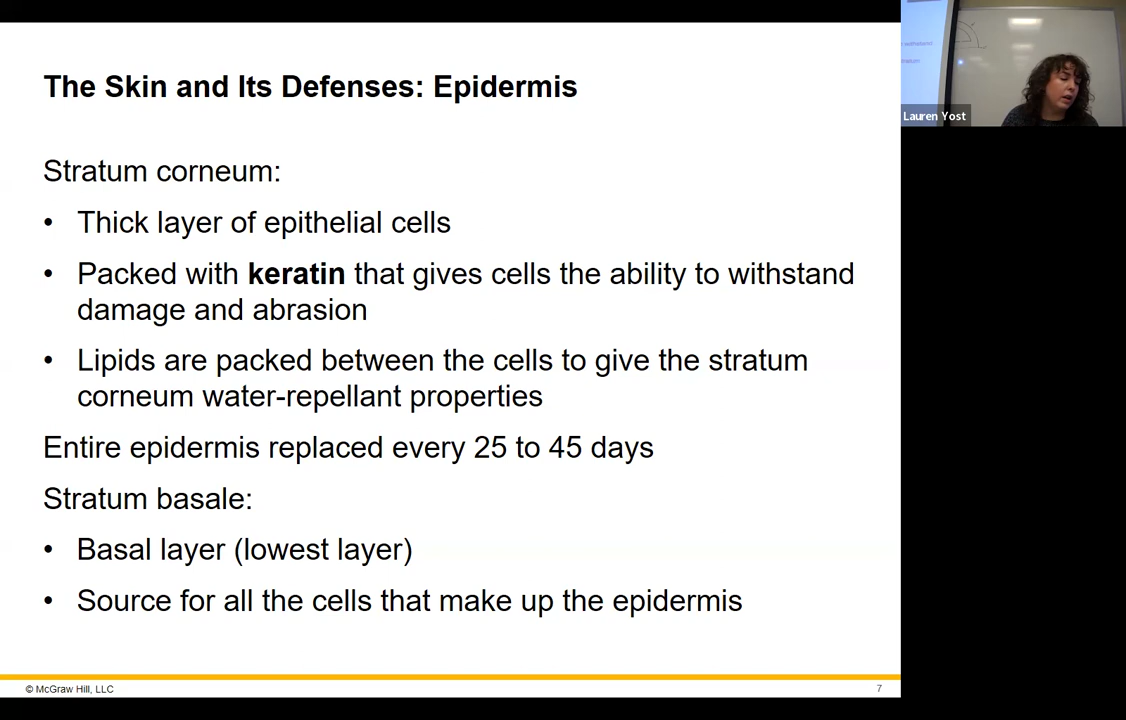 The Skin and Its Defenses: Epidermis
Stratum corneum:
• Thick layer of epithelial cells
• Packed with keratin that gives cells the ability to withstand
damage and abrasion
• Lipids are packed between the cells to give the stratum
corneum water-repellant properties
Entire epidermis replaced every 25 to 45 days
Stratum basale:
• Basal layer (lowest layer)
• Source for all the cells that make up the epidermis
© McGraw Hill, LLC
7
Lauren Yost